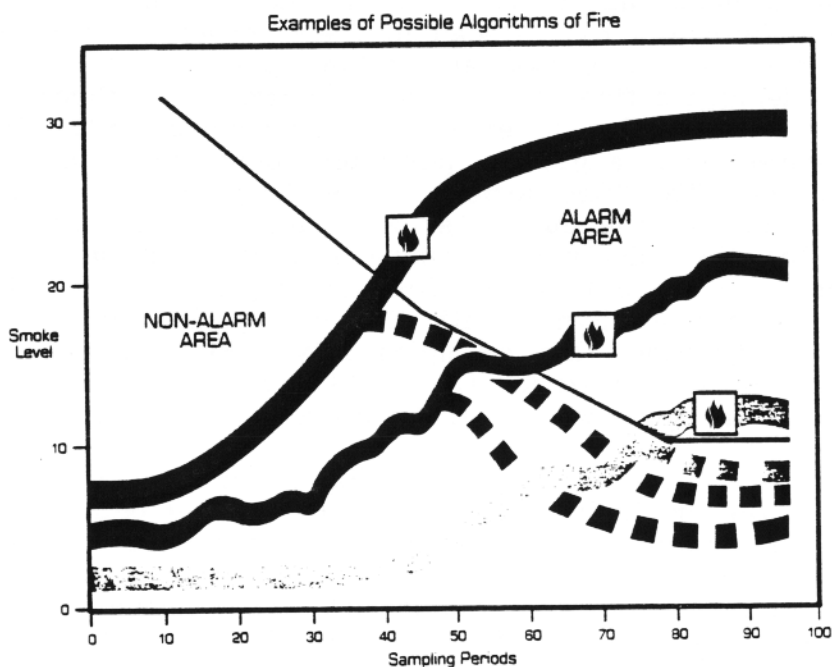 Examples of Possible Algorithms of Fire
30
ALARM
AREA
20
NON-ALARM
AREA
Smoke
Level
10
0
0 10 20 30 40 50 60 70 80 90 100
Sampling Periods